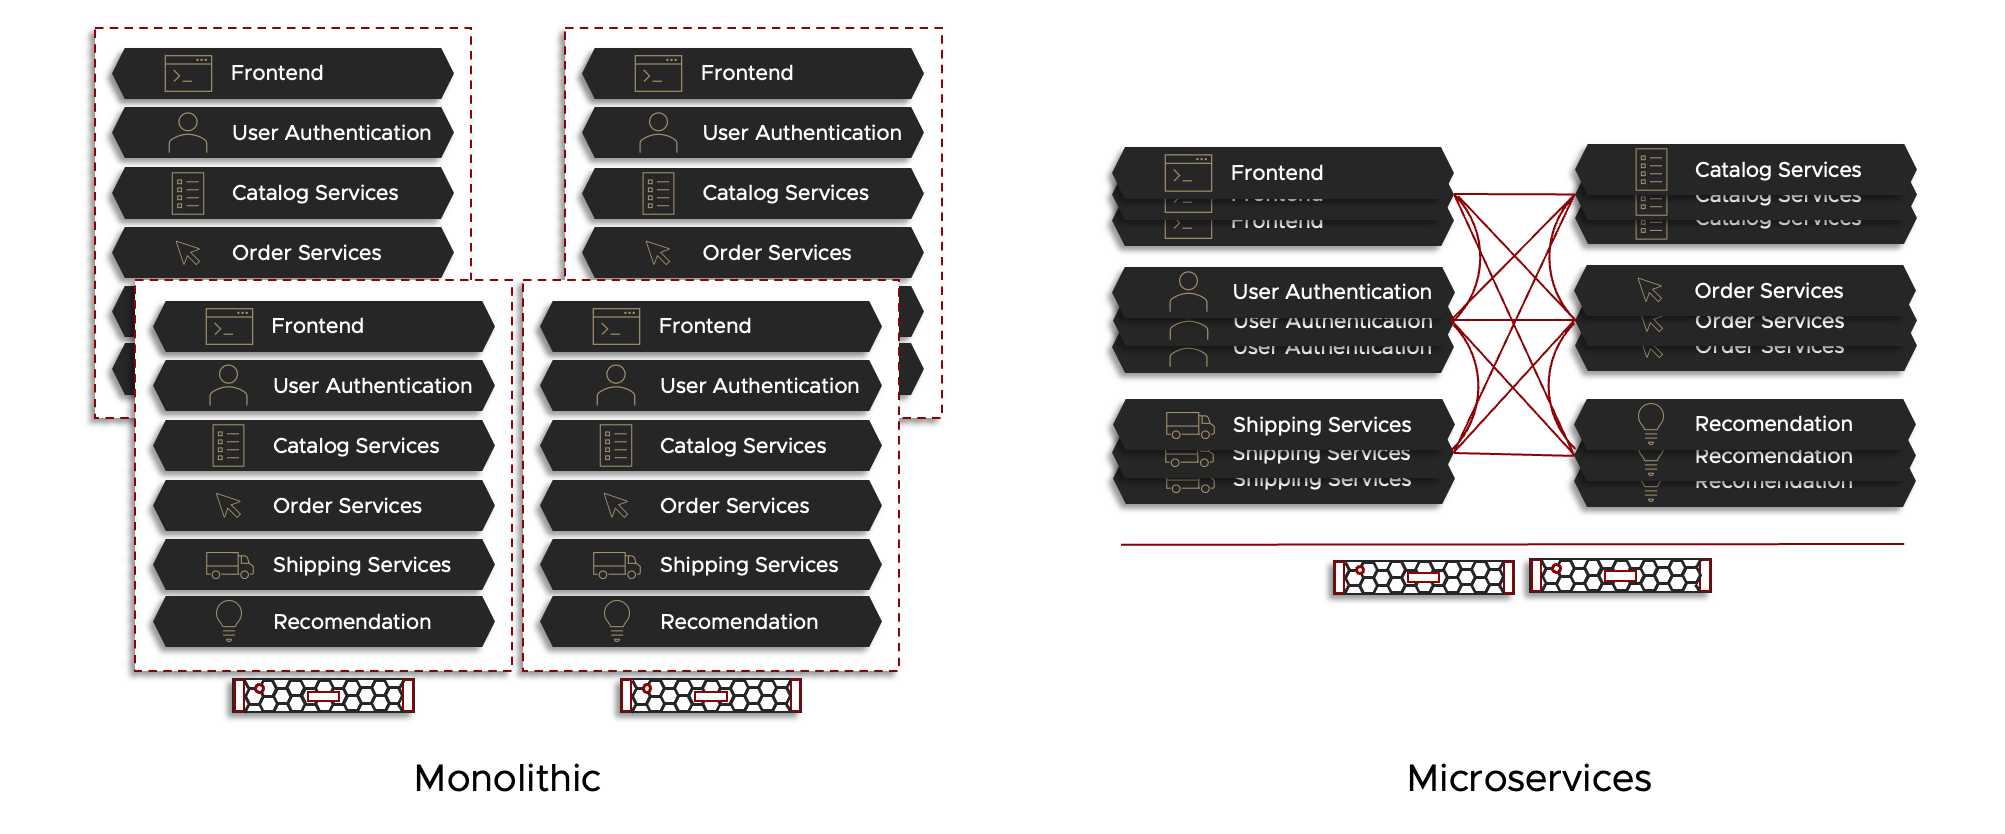 Frontend
User Authentication
Catalog Services
Order Services
Frontend
User Authentication
Catalog Services
Order Services
Frontend
User Authentication
Catalog Services
Order Services
Shipping Services
Recomendation
Frontend
User Authentication
Catalog Services
Order Services
Shipping Services
Recomendation
Monolithic
Frontend
Frontend
Frontend
User Authentication
User Authentication
User Authentication
Shipping Services
Shipping Services
Shipping Services
Catalog Services
Catalog Services
Catalog Services
Order Services
Order Services
Order Services
Recomendation
Recomendation
Recomendation
Microservices